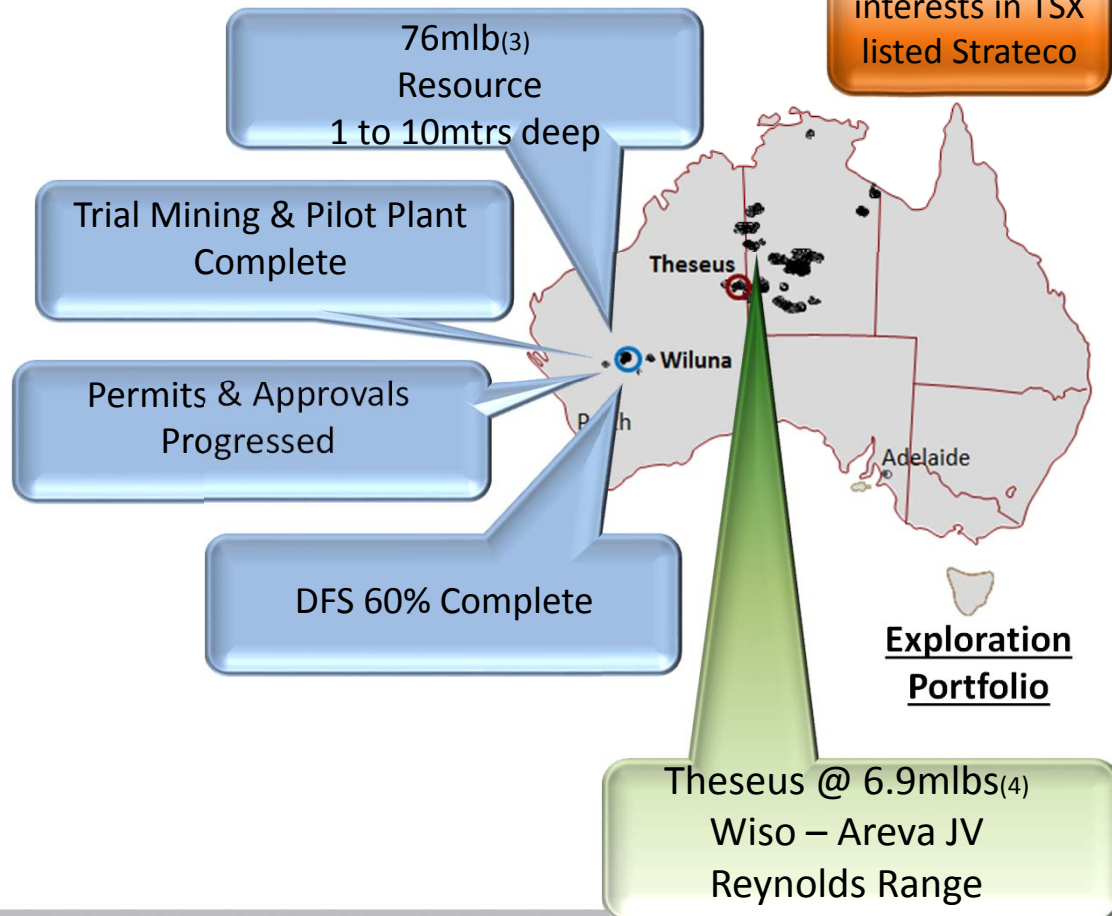 interests in TSX
listed Strateco
76mlb(3)
Resource
1 to 10mtrs deep
Trial Mining & Pilot Plant
Complete
Permits & Approvals
Progressed
DFS 60% Complete
Theseus
Wiluna
Adelaide
Exploration
Portfolio
Theseus @ 6.9mlbs(4)
Wiso – Areva JV
Reynolds Range